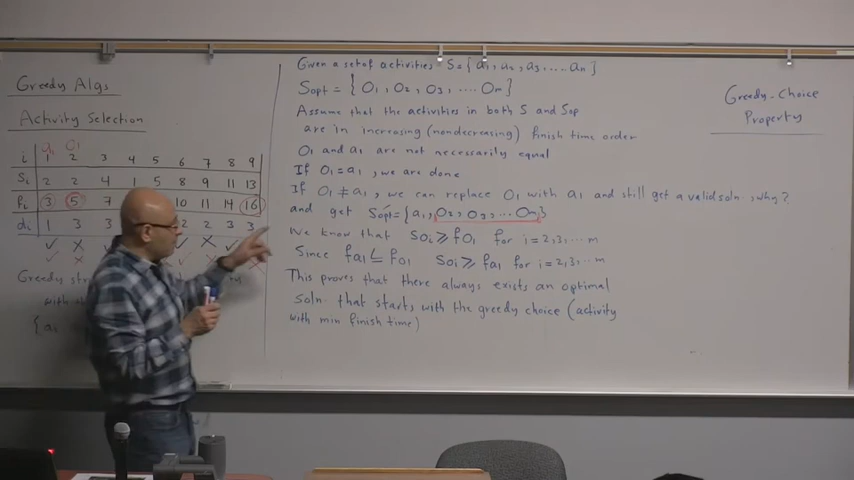 Greedy Algs
Activity Selection
a1 O1
i 1 2 3 4 5 6 7 8 9
Si 2 2 4 1 5 8 9 11 13
fi 3 5 7 10 11 14 16
di 1 3 3 2 2 3 3
✓ X ✓ X ✓
Greedy
with
{a1
Given a set of activities S={a1, a2, a3, .... an}
Sopt = {O1, O2, O3, .... Om}
Assume that the activities in both S and Sop
are in increasing (nondecreasing) finish time order
O1 and a1 are not necessarily equal
If O1=a1, we are done
If O1≠a1, we can replace O1 with a1 and still get a valid soln, why?
and get Sopt={a1, O2, O3, ... Om}
We know that SOi ≥ fO1 for i=2,3,... m
Since fa1 ≤ fO1 SOi ≥ fa1 for i=2,3,... m
This proves that there always exists an optimal
soln that starts with the greedy choice (activity
with min finish time)
Greedy-Choice
Property